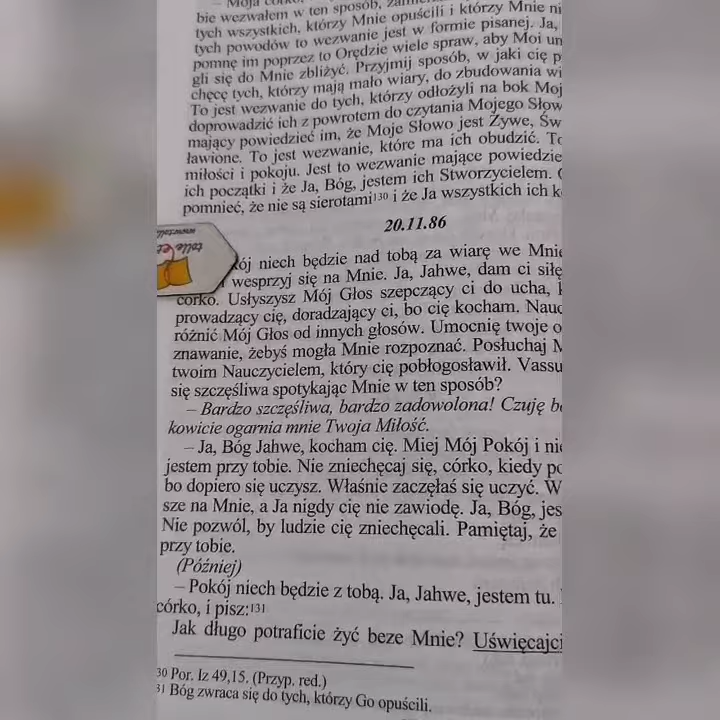 – Moja córko,
bie wezwałem w ten sposób,
tych wszystkich, którzy Mnie opuścili i którzy Mnie ni
tych powodów to wezwanie jest w formie pisanej. Ja,
pomnę im poprzez to Orędzie wiele spraw, aby Moi um
gli się do Mnie zbliżyć. Przyjmij sposób, w jaki cię p
chęcę tych, którzy mają mało wiary, do zbudowania wi
To jest wezwanie do tych, którzy odłożyli na bok Moj
doprowadzić ich z powrotem do czytania Mojego Słow
mający powiedzieć im, że Moje Słowo jest Żywe, Św
ławione. To jest wezwanie, które ma ich obudzić. To
miłości i pokoju. Jest to wezwanie mające powiedzie
ich początki i że Ja, Bóg, jestem ich Stworzycielem.
pomnieć, że nie są sierotami130 i że Ja wszystkich ich k
20.11.86
tolle et
ój niech będzie nad tobą za wiarę we Mnie
wesprzyj się na Mnie. Ja, Jahwe, dam ci siłę
córko. Usłyszysz Mój Głos szepczący ci do ucha,
prowadzący cię, doradzający ci, bo cię kocham. Nauc
różnić Mój Głos od innych głosów. Umocnię twoje o
znawanie, żebyś mogła Mnie rozpoznać. Posłuchaj M
twoim Nauczycielem, który cię pobłogosławił. Vassu
się szczęśliwa spotykając Mnie w ten sposób?
– Bardzo szczęśliwa, bardzo zadowolona! Czuję
kowicie ogarnia mnie Twoja Miłość.
– Ja, Bóg Jahwe, kocham cię. Miej Mój Pokój i nie
jestem przy tobie. Nie zniechęcaj się, córko, kiedy po
bo dopiero się uczysz. Właśnie zaczęłaś się uczyć. W
sze na Mnie, a Ja nigdy cię nie zawiodę. Ja, Bóg, jes
Nie pozwól, by ludzie cię zniechęcali. Pamiętaj, że
przy tobie.
(Później)
– Pokój niech będzie z tobą. Ja, Jahwe, jestem tu.
córko, i pisz:131
Jak długo potraficie żyć beze Mnie? Uświęcajci
30 Por. Iz 49,15. (Przyp. red.)
31 Bóg zwraca się do tych, którzy Go opuścili.